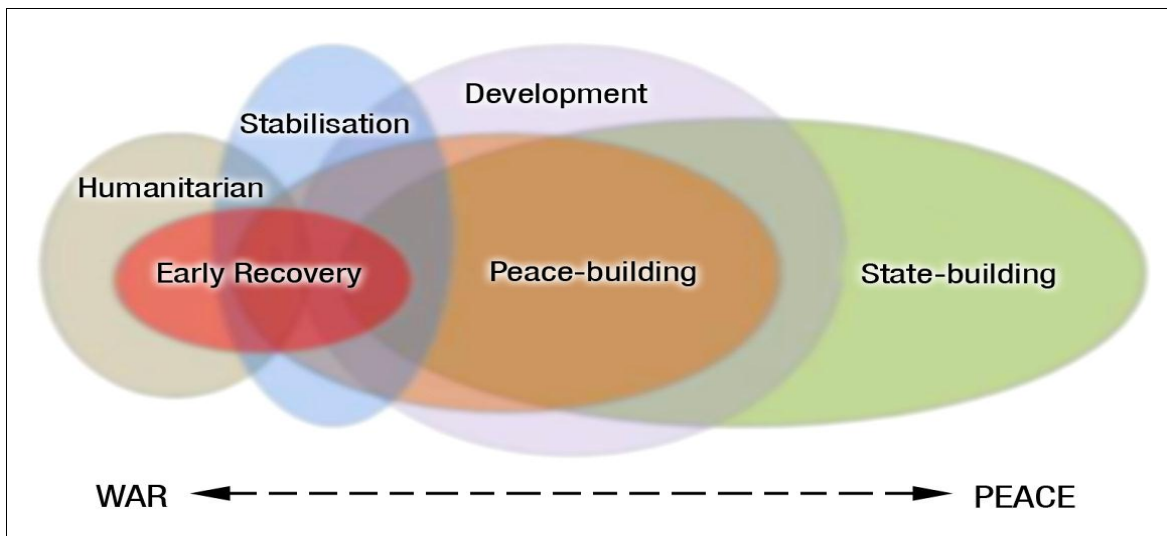 Development
Stabilisation
Humanitarian
Early Recovery
Peace-building
State-building
WAR
PEACE